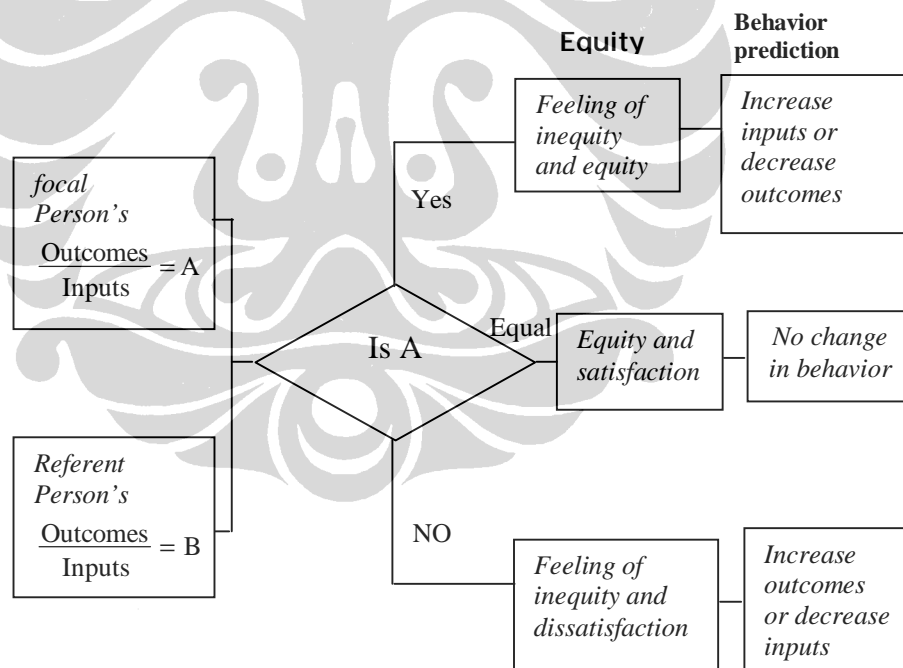 Equity
Behavior
prediction
Feeling of
inequity
and equity
Increase
inputs or
decrease
outcomes
focal
Person's
Outcomes
Inputs
= A
Yes
Is A
Equal
Equity and
satisfaction
No change
in behavior
Referent
Person's
Outcomes
Inputs
= B
NO
Feeling of
inequity and
dissatisfaction
Increase
outcomes
or decrease
inputs